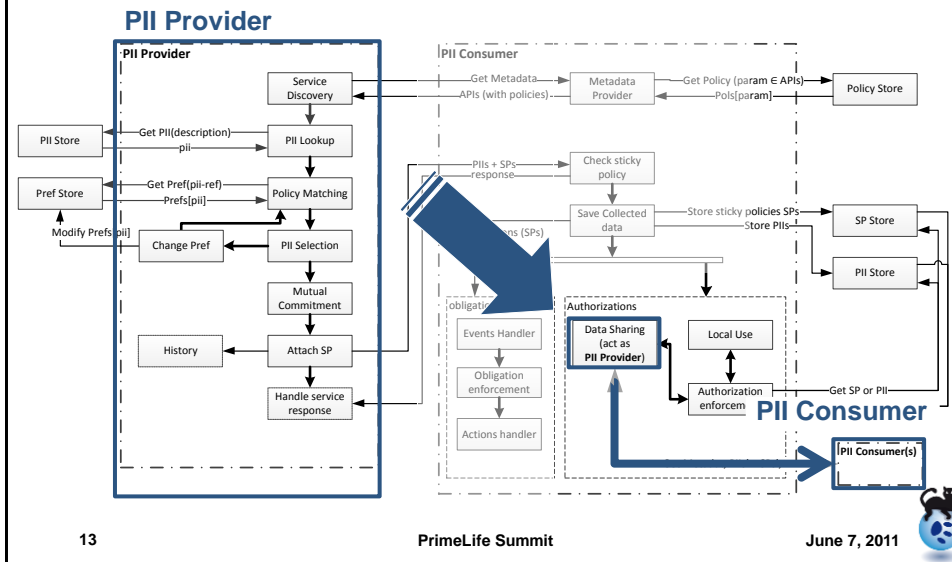 PII Provider
PII Provider
PII Consumer
Service
Discovery
Get Metadata
APIs (with policies)
Metadata
Provider
Get Policy (param ∈ APIs)
Pols[param]
Policy Store
PII Store
Get PII(description)
pii
PII Lookup
Pref Store
Get Pref(pii-ref)
Prefs[pii]
Policy Matching
PIIs + SPs
response
Check sticky
policy
Modify Prefs[pii]
Change Pref
PII Selection
Save Collected
data
Store sticky policies SPs
Store PIIs
SP Store
PII Store
(SPs)
Mutual
Commitment
Authorizations
History
Attach SP
Events Handler
Data Sharing
(act as
PII Provider)
Local Use
Handle service
response
Obligation
enforcement
Authorization
Get SP or PII
PII Consumer
Actions handler
PII Consumer(s)
13
PrimeLife Summit
June 7, 2011